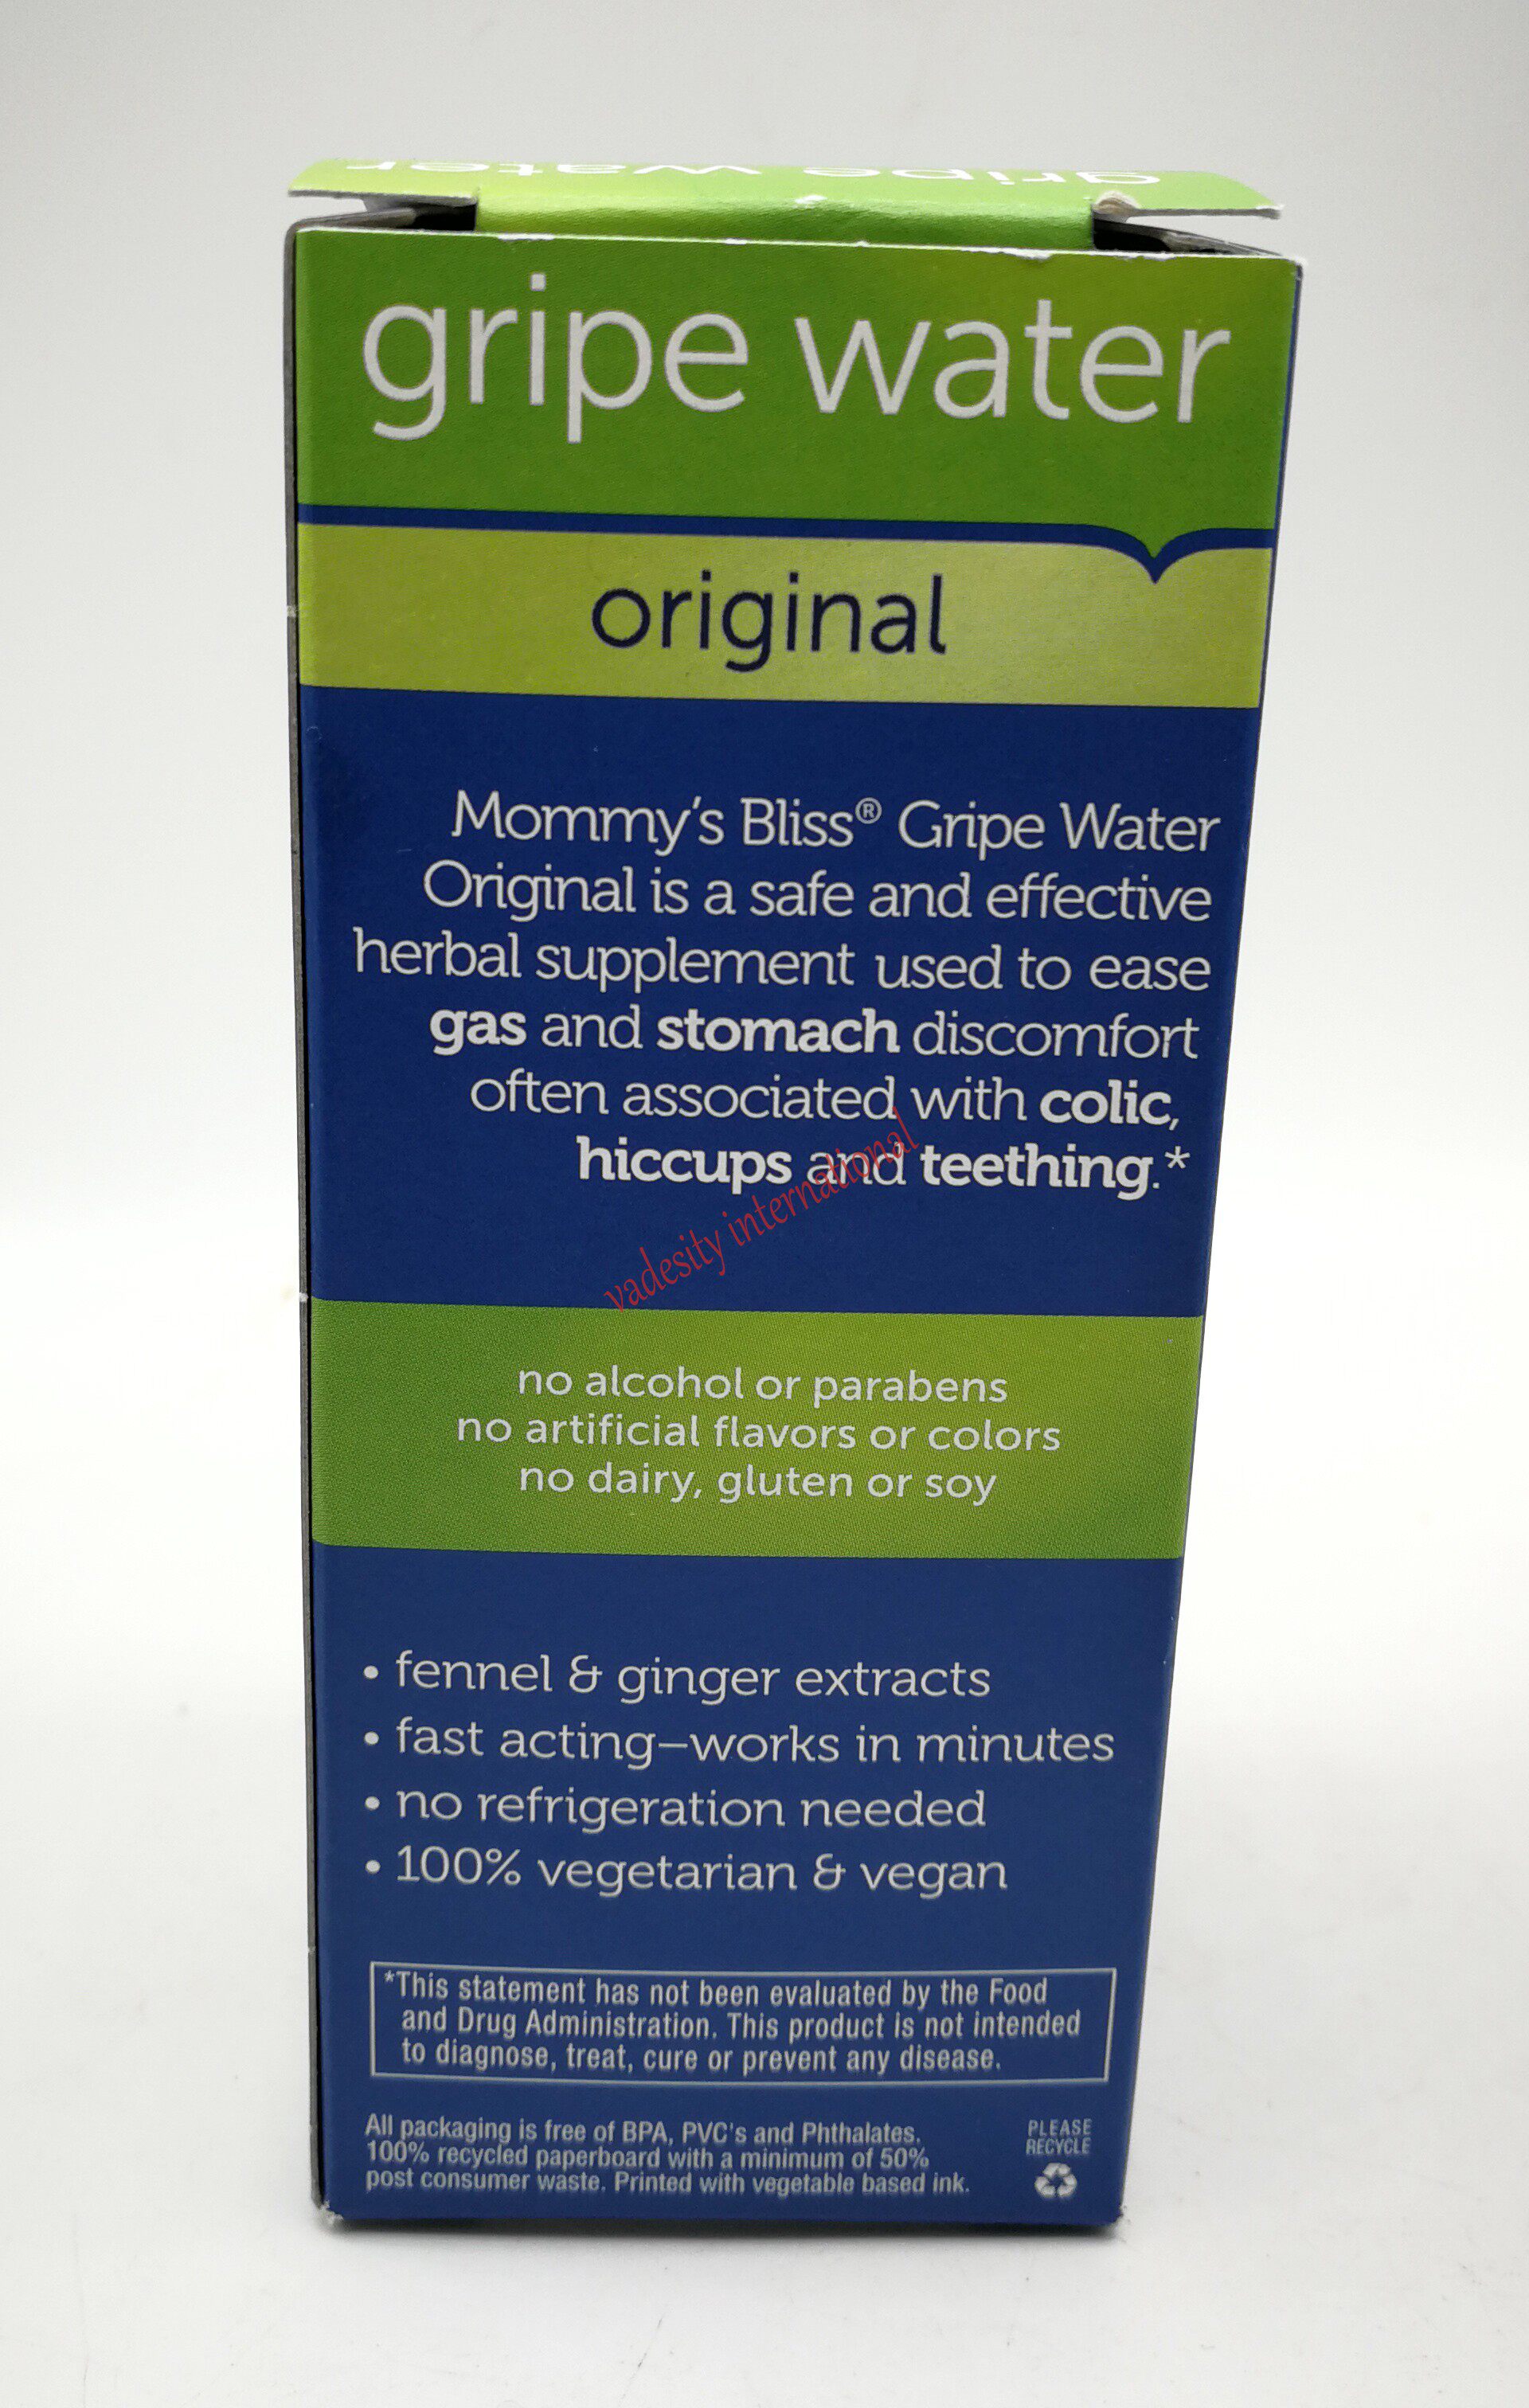 gripe water
gripe water
original
Mommy's Bliss® Gripe Water
Original is a safe and effective
herbal supplement used to ease
gas and stomach discomfort
often associated with colic,
hiccups and teething.*
vadesity international
no alcohol or parabens
no artificial flavors or colors
no dairy, gluten or soy
• fennel & ginger extracts
• fast acting–works in minutes
• no refrigeration needed
• 100% vegetarian & vegan
*This statement has not been evaluated by the Food
and Drug Administration. This product is not intended
to diagnose, treat, cure or prevent any disease.
All packaging is free of BPA, PVC's and Phthalates.
100% recycled paperboard with a minimum of 50%
post consumer waste. Printed with vegetable based ink.
PLEASE
RECYCLE